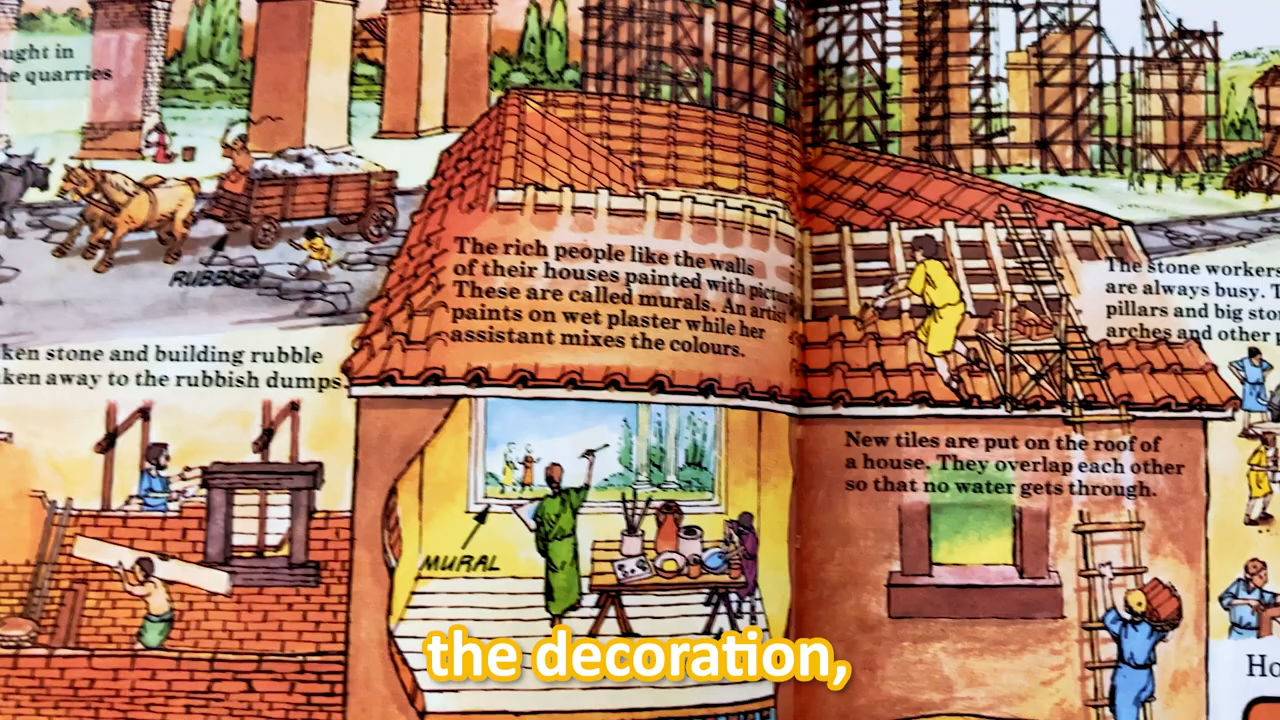 ught in
he quarries
RUBBISH
ken stone and building rubble
ken away to the rubbish dumps.
The rich people like the walls
of their houses painted with
These are called murals. An artist
paints on wet plaster while her
assistant mixes the colours.
MURAL
The stone workers
are always busy. T
pillars and big sto
arches and other
New tiles are put on the roof of
a house. They overlap each other
so that no water gets through.
Ho
the decoration,